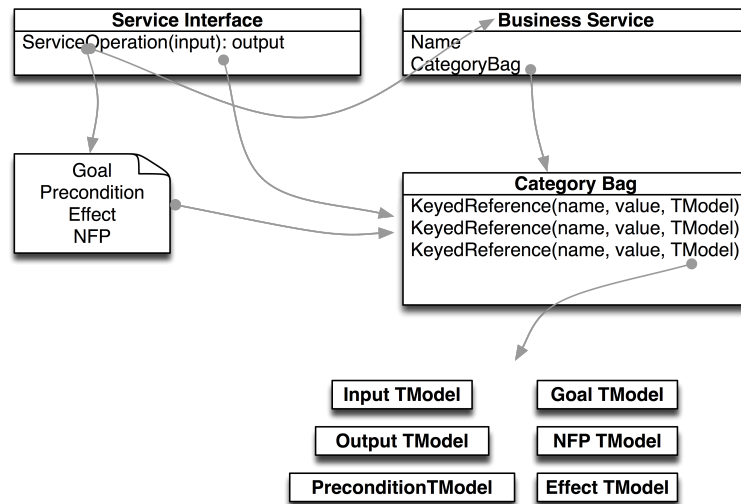 Service Interface
ServiceOperation(input): output
Business Service
Name
CategoryBag
Goal
Precondition
Effect
NFP
Category Bag
KeyedReference(name, value, TModel)
KeyedReference(name, value, TModel)
KeyedReference(name, value, TModel)
Input TModel
Goal TModel
Output TModel
NFP TModel
PreconditionTModel
Effect TModel